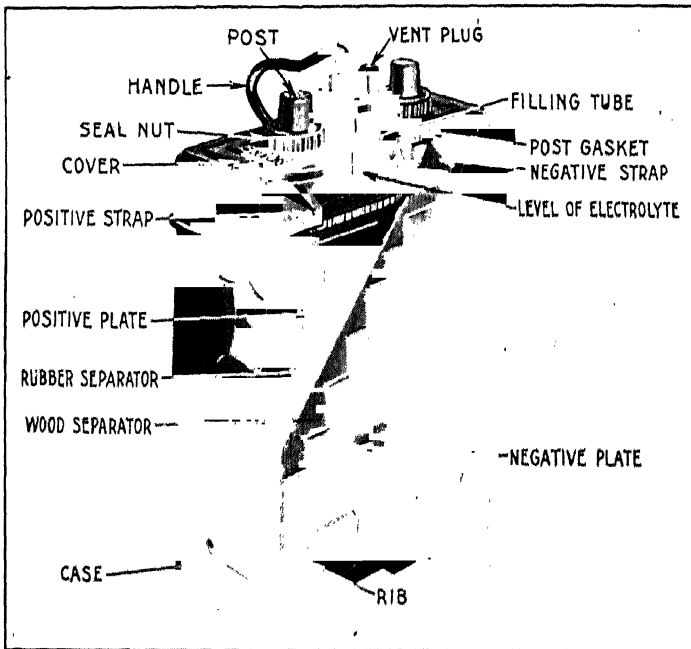 POST
VENT PLUG
HANDLE
FILLING TUBE
SEAL NUT
POST GASKET
COVER
NEGATIVE STRAP
POSITIVE STRAP
LEVEL OF ELECTROLYTE
POSITIVE PLATE
RUBBER SEPARATOR
WOOD SEPARATOR
NEGATIVE PLATE
CASE
RIB